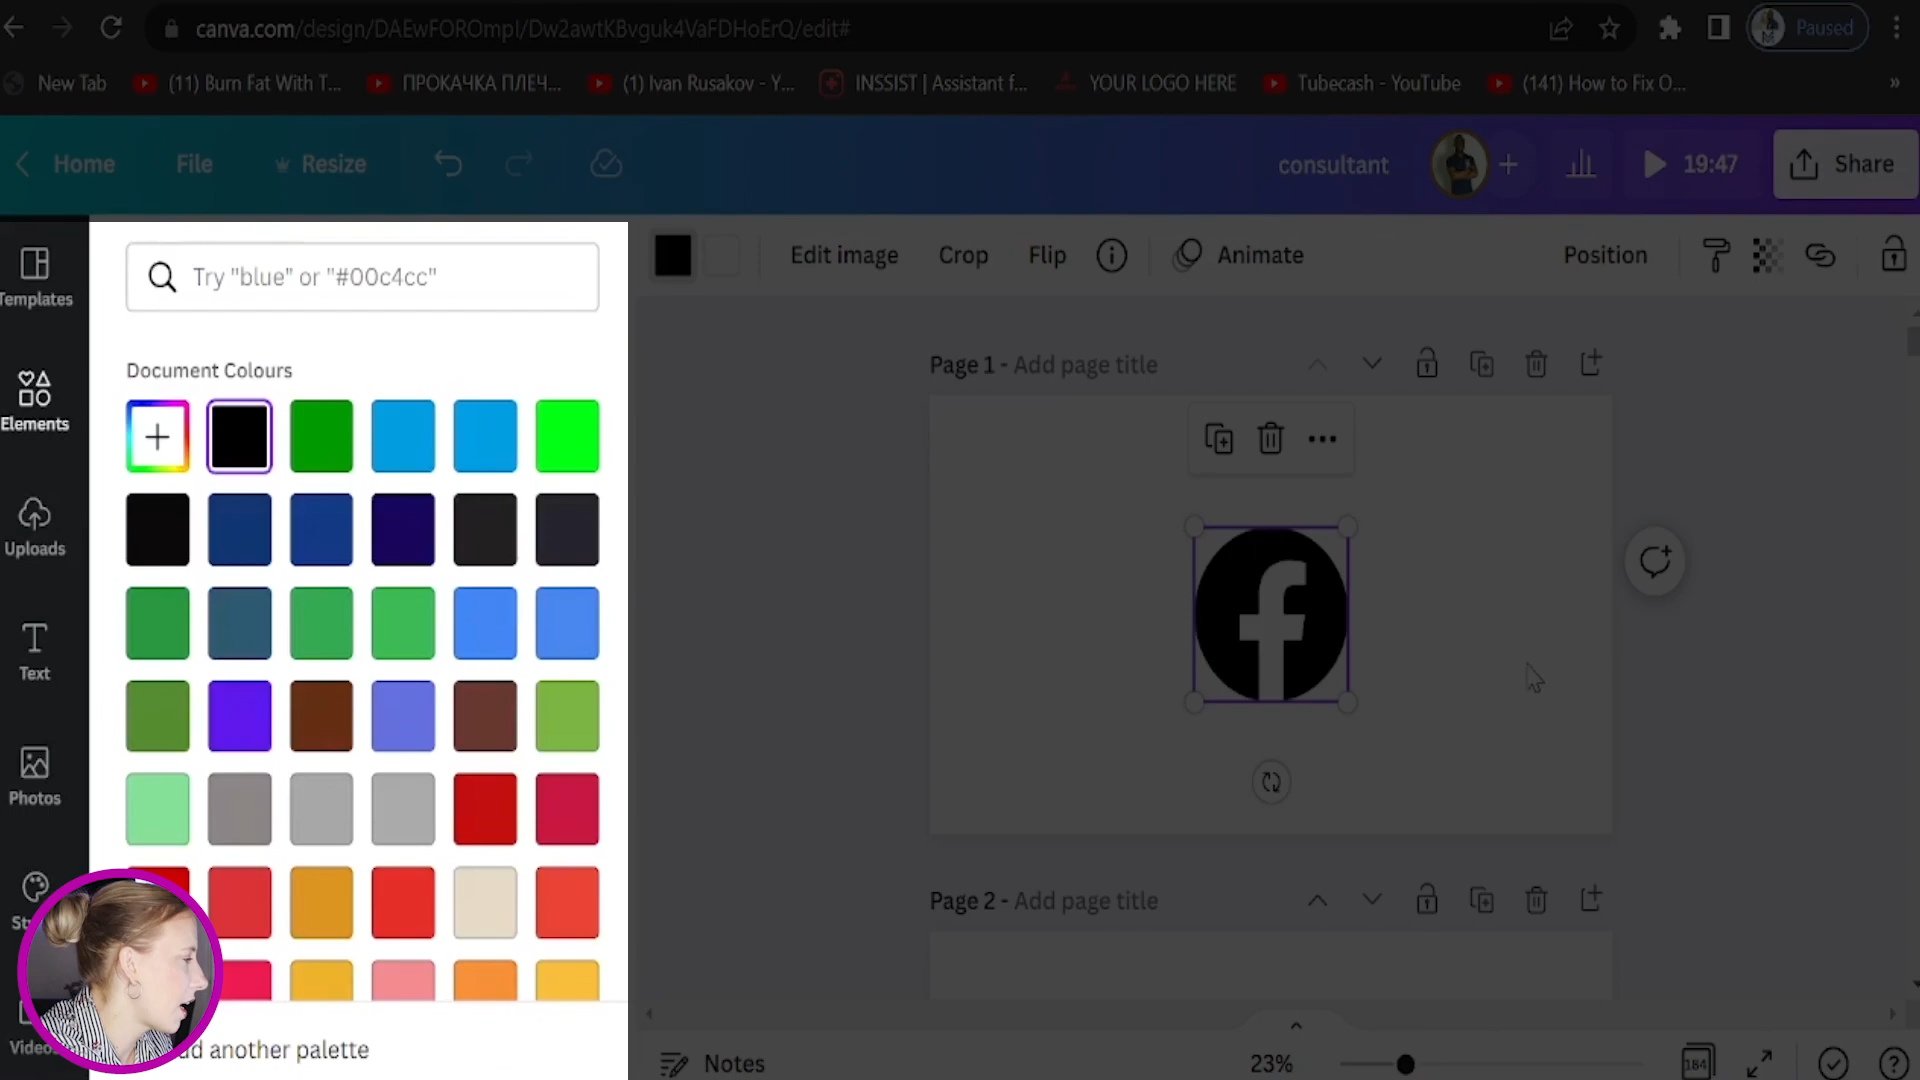 canva.com/design/DAEwFOROmpI/Dw2awtKBvguk4VaFDHoErQ/edit#
Paused
New Tab
(11) Burn Fat With T...
ПРОКАЧКА ПЛЕЧ...
(1) Ivan Rusakov - Y...
INSSIST | Assistant f...
YOUR LOGO HERE
Tubecash - YouTube
(141) How to Fix O...
»
Home
File
Resize
consultant
19:47
Share
Templates
Elements
Uploads
Text
Photos
Try "blue" or "#00c4cc"
Document Colours
another palette
Edit image
Crop
Flip
Animate
Position
Page 1 - Add page title
Page 2 - Add page title
Notes
23%
184